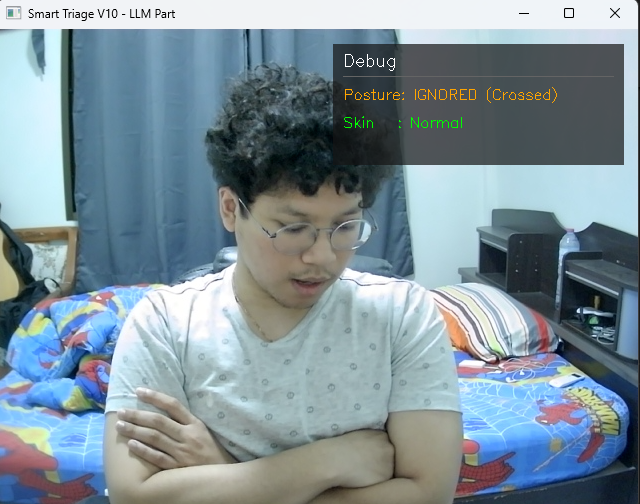 Smart Triage V10 - LLM Part
Debug
Posture: IGNORED (Crossed)
Skin : Normal